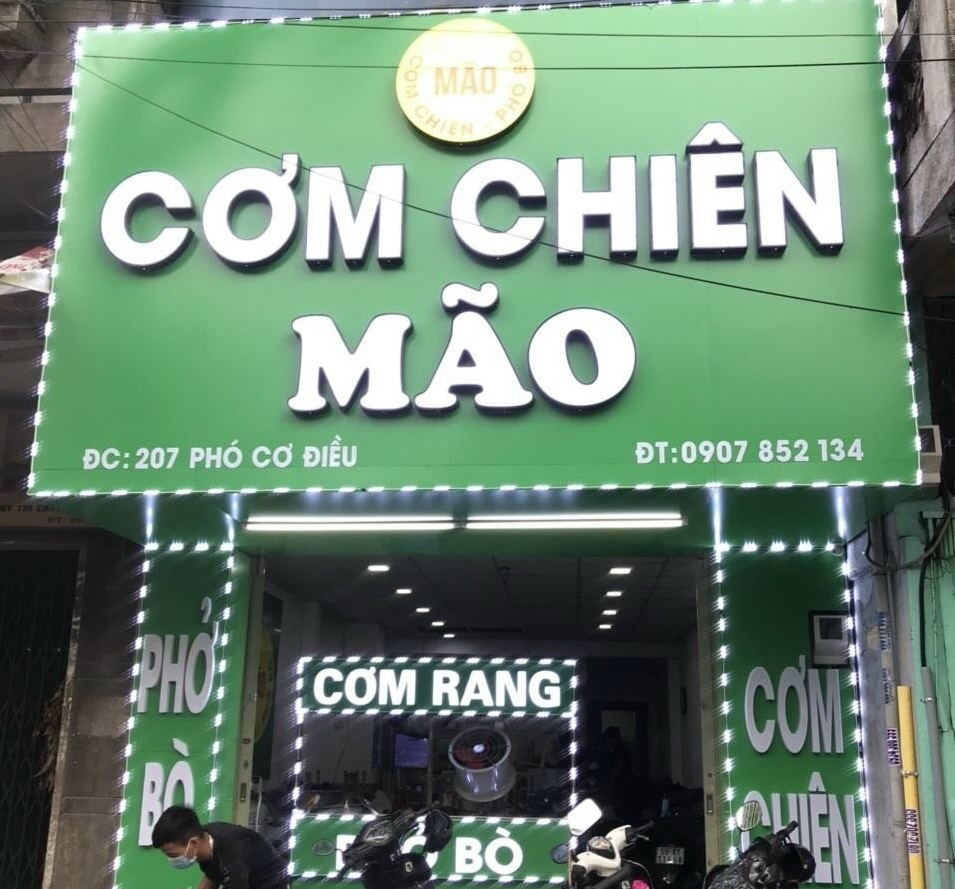 MÃO
CƠM CHIÊN - PHỞ BÒ
CƠM CHIÊN
MÃO
ĐC: 207 PHÓ CƠ ĐIỀU
ĐT:0907 852 134
PHỞ
BÒ
CƠM RANG
PHỞ BÒ
CƠM
CHIÊN